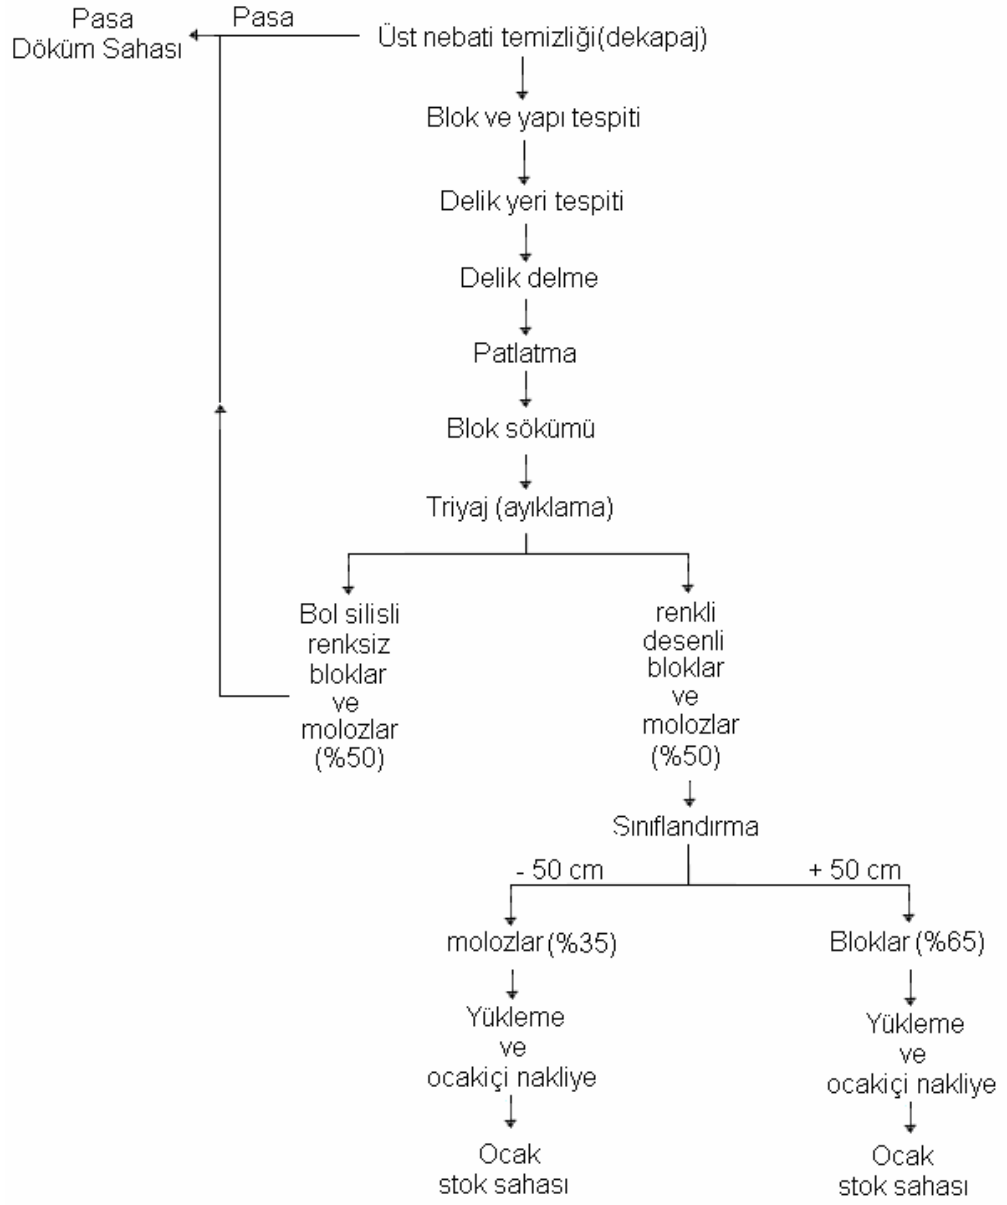 Pasa
Döküm Sahası
Pasa
Üst nebati temizliği(dekapaj)
Blok ve yapı tespiti
Delik yeri tespiti
Delik delme
Patlatma
Blok sökümü
Triyaj (ayıklama)
Bol silisli
renksiz
bloklar
ve
molozlar
(%50)
renkli
desenli
bloklar
ve
molozlar
(%50)
Sınıflandırma
- 50 cm
+ 50 cm
molozlar (%35)
Bloklar (%65)
Yükleme
ve
ocakiçi nakliye
Yükleme
ve
ocakiçi nakliye
Ocak
stok sahası
Ocak
stok sahası